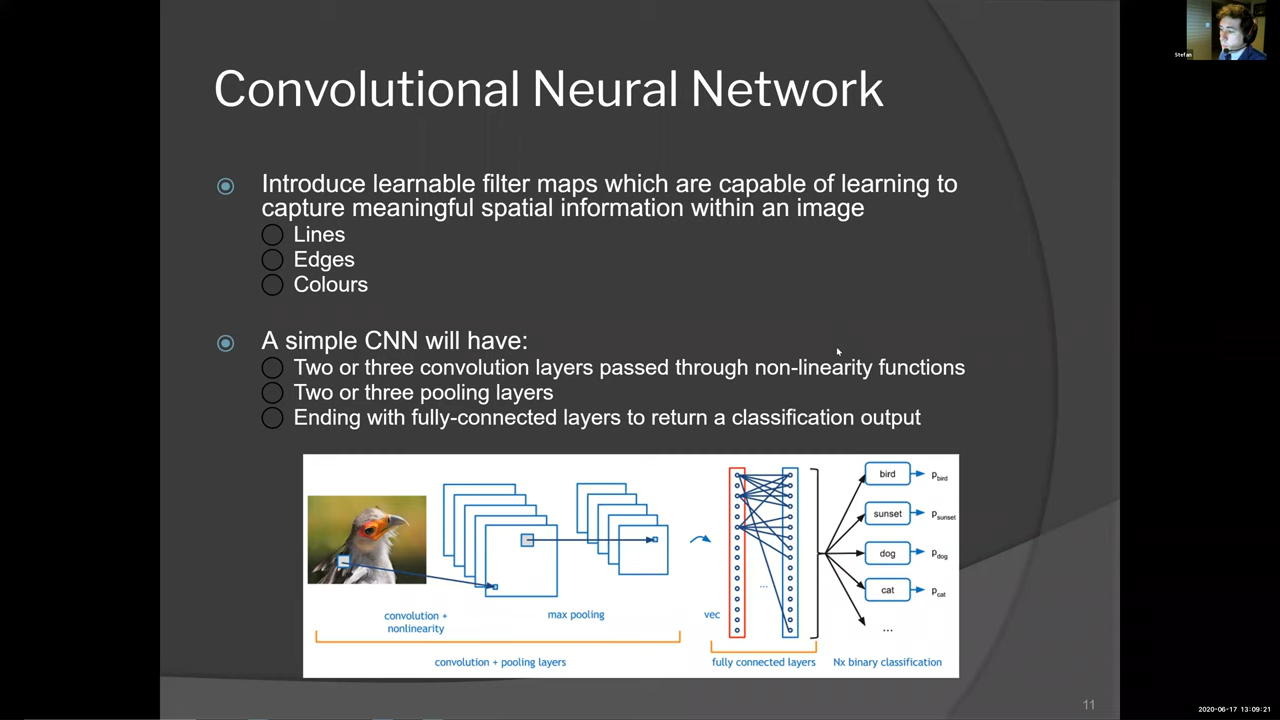 Stefan
Convolutional Neural Network
Introduce learnable filter maps which are capable of learning to
capture meaningful spatial information within an image
Lines
Edges
Colours
A simple CNN will have:
Two or three convolution layers passed through non-linearity functions
Two or three pooling layers
Ending with fully-connected layers to return a classification output
bird
p bird
sunset
p sunset
dog
p dog
cat
p cat
...
...
convolution +
nonlinearity
max pooling
vec
convolution + pooling layers
fully connected layers
Nx binary classification
11
2020-06-17 13:09:21